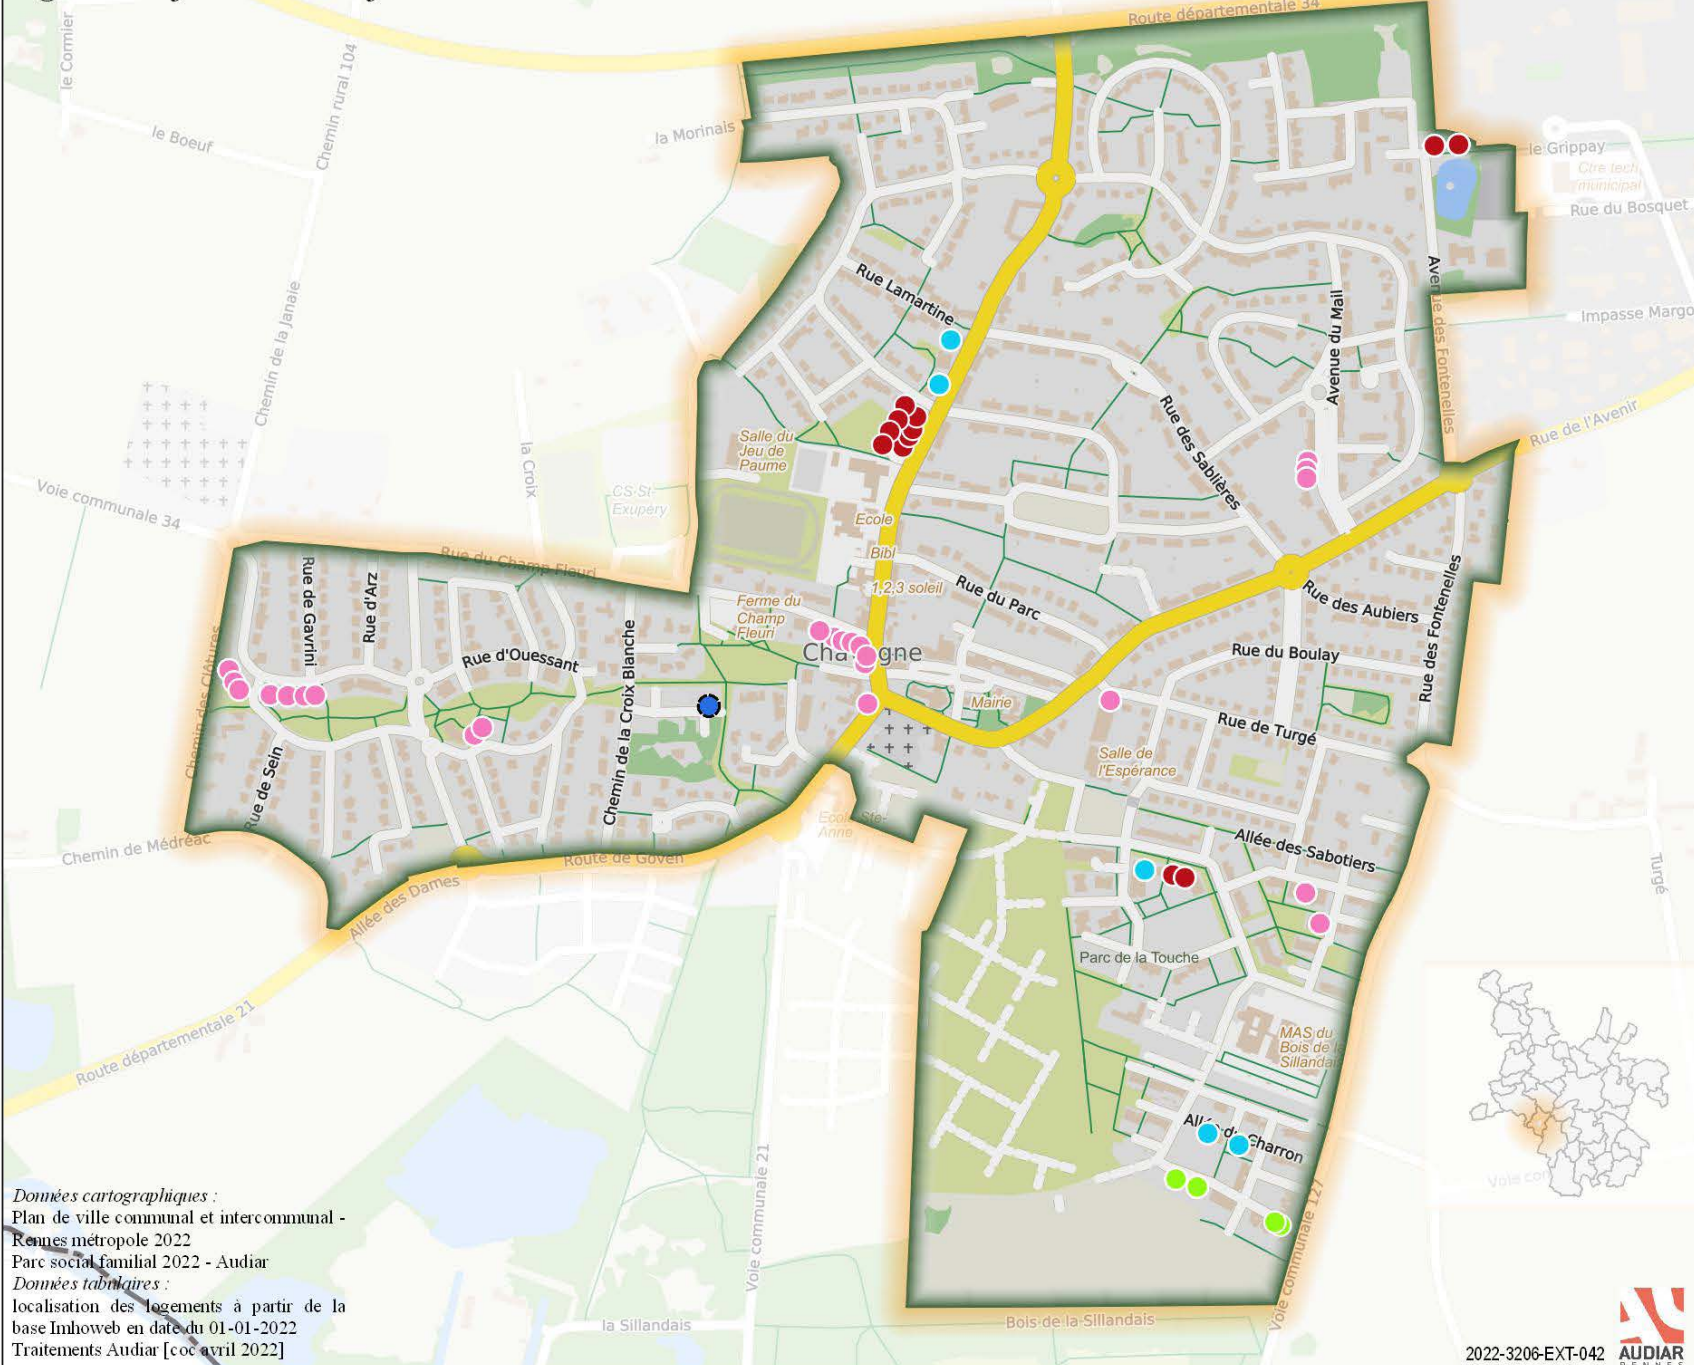 Route départementale 34
le Cormier
Chemin rural 104
le Boeuf
la Morinais
le Grippay
Ctre tech
municipal
Rue du Bosquet
Rue Lamartine
Avenue des Fontenelles
Avenue du Mail
Impasse Margo
Chemin de la Janaie
Rue de l'Avenir
Salle du
Jeu de
Paume
Rue des Sablières
la Croix
CS St-
Exupéry
Voie communale 34
Ecole
Bibl
Rue du Champ Fleuri
1,2,3 soleil
Rue du Parc
Rue de Gavrini
Rue d'Arz
Ferme du
Champ
Fleuri
Rue des Aubiers
Rue des Fontenelles
Rue du Boulay
Rue d'Ouessant
Chemin de la Croix Blanche
Chemin des Clôtures
Mairie
Rue de Turgé
Salle de
l'Espérance
Rue de Sein
Ecole Ste-
Anne
Chemin de Médréac
Route de Goven
Allée des Sabotiers
Turgé
Allée des Dames
Parc de la Touche
MAS du
Bois de la
Sillandais
Route départementale 21
Allée du Charron
Voie communale 21
Voie communale 127
la Sillandais
Bois de la Sillandais
Données cartographiques :
Plan de ville communal et intercommunal -
Rennes métropole 2022
Parc social familial 2022 - Audiar
Données tabulaires :
localisation des logements à partir de la
base Imhoweb en date du 01-01-2022
Traitements Audiar [coc avril 2022]
2022-3206-EXT-042
AUDIAR